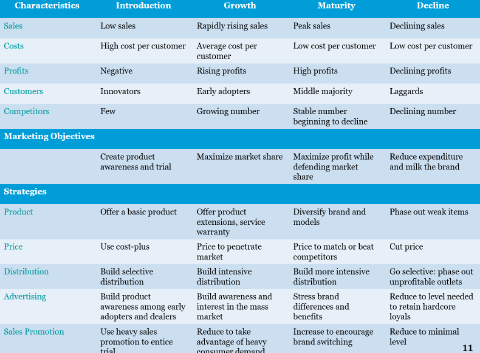 Characteristics Introduction Growth Maturity Decline
Sales Low sales Rapidly rising sales Peak sales Declining sales
Costs High cost per customer Average cost per Low cost per customer Low cost per customer
customer
Profits Negative Rising profits High profits Declining profits
Customers Innovators Early adopters Middle majority Laggards
Competitors Few Growing number Stable number Declining number
beginning to decline
Marketing Objectives
Create product Maximize market share Maximize profit while Reduce expenditure
awareness and trial defending market and milk the brand
share
Strategies
Product Offer a basic product Offer product Diversify brand and Phase out weak items
extensions, service models
warranty
Price Use cost-plus Price to penetrate Price to match or beat Cut price
market competitors
Distribution Build selective Build intensive Build more intensive Go selective: phase out
distribution distribution distribution unprofitable outlets
Advertising Build product Build awareness and Stress brand Reduce to level needed
awareness among early interest in the mass differences and to retain hardcore
adopters and dealers market benefits loyals
Sales Promotion Use heavy sales Reduce to take Increase to encourage Reduce to minimal
promotion to entice advantage of heavy brand switching level
trial consumer demand
11